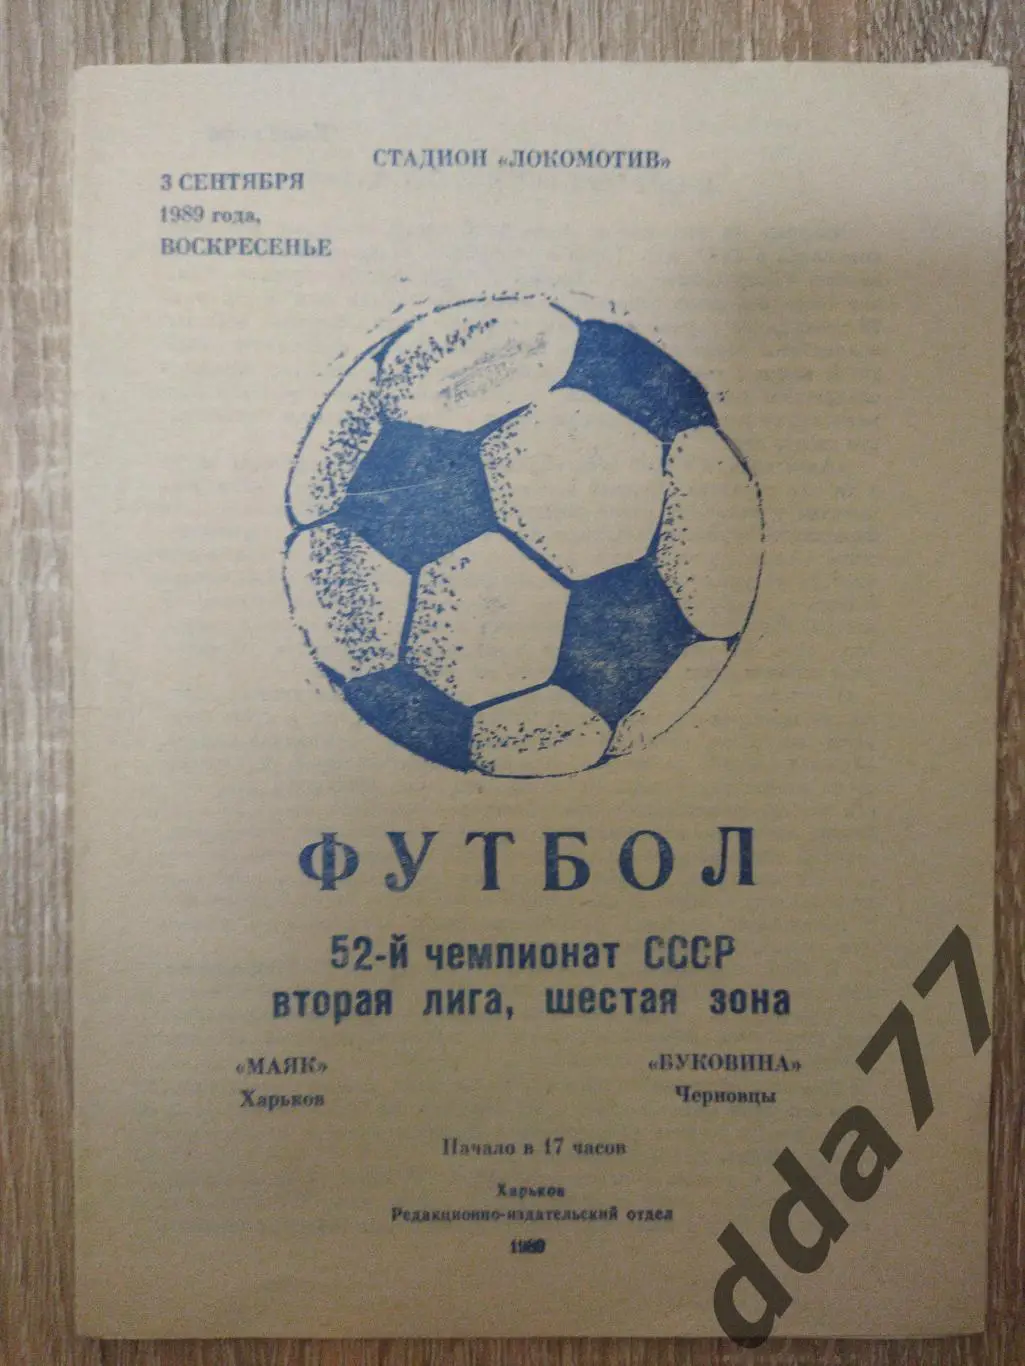 СТАДИОН «ЛОКОМОТИВ»
3 СЕНТЯБРЯ
1989 года,
ВОСКРЕСЕНЬЕ
ФУТБОЛ
52-й чемпионат СССР
вторая лига, шестая зона
«МАЯК»
Харьков
«БУКОВИНА»
Черновцы
Начало в 17 часов
Харьков
Редакционно-издательский отдел
1989
dda77